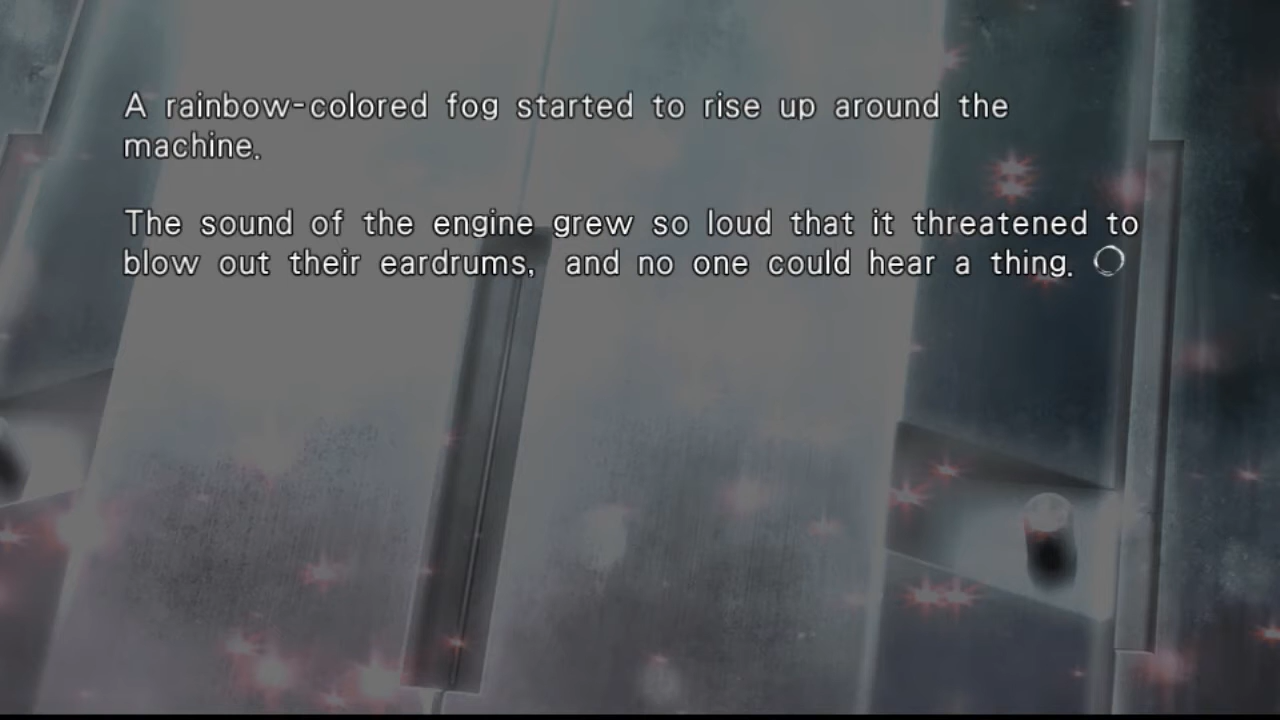 A rainbow-colored fog started to rise up around the
machine.
The sound of the engine grew so loud that it threatened to
blow out their eardrums, and no one could hear a thing.